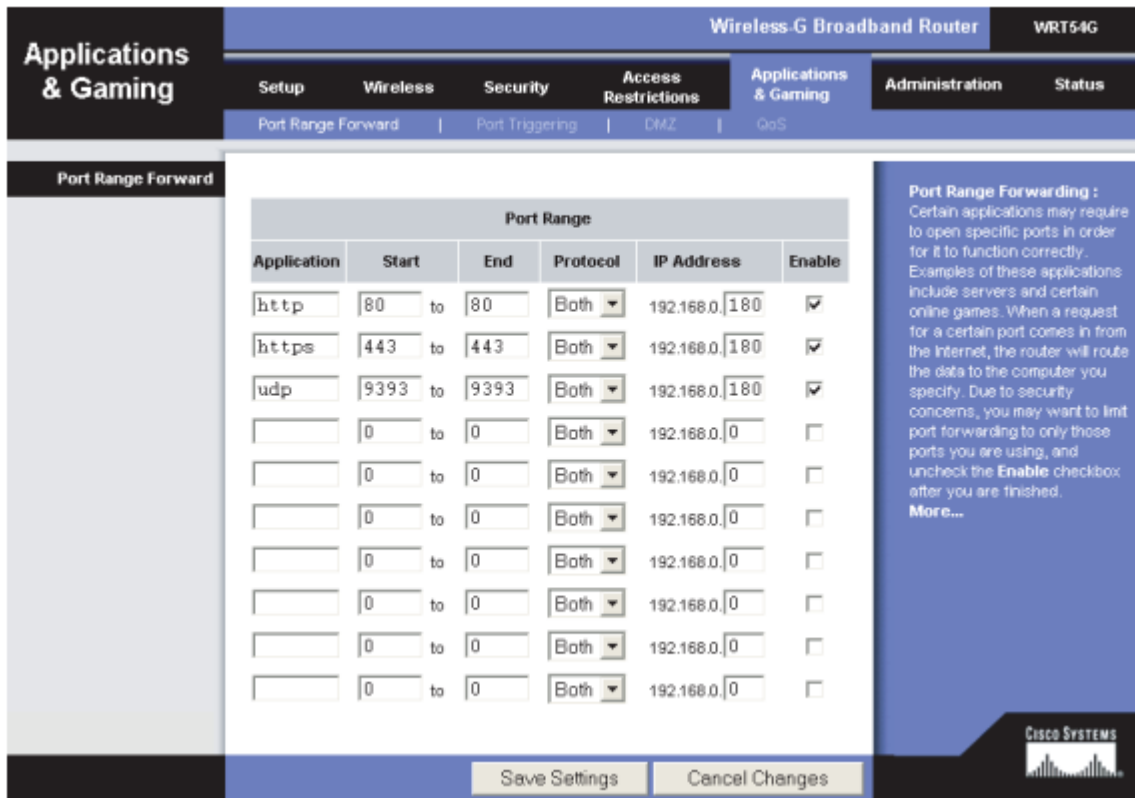 Wireless-G Broadband Router WRT54G
Applications
& Gaming
Setup Wireless Security Access Restrictions Applications & Gaming Administration Status
Port Range Forward | Port Triggering | DMZ | QoS
Port Range Forward
Port Range
Application Start End Protocol IP Address Enable
http 80 to 80 Both 192.168.0.180
https 443 to 443 Both 192.168.0.180
udp 9393 to 9393 Both 192.168.0.180
0 to 0 Both 192.168.0.0
0 to 0 Both 192.168.0.0
0 to 0 Both 192.168.0.0
0 to 0 Both 192.168.0.0
0 to 0 Both 192.168.0.0
0 to 0 Both 192.168.0.0
0 to 0 Both 192.168.0.0
Port Range Forwarding :
Certain applications may require
to open specific ports in order
for it to function correctly.
Examples of these applications
include servers and certain
online games. When a request
for a certain port comes in from
the Internet, the router will route
the data to the computer you
specify. Due to security
concerns, you may want to limit
port forwarding to only those
ports you are using, and
uncheck the Enable checkbox
after you are finished.
More...
Save Settings Cancel Changes
CISCO SYSTEMS